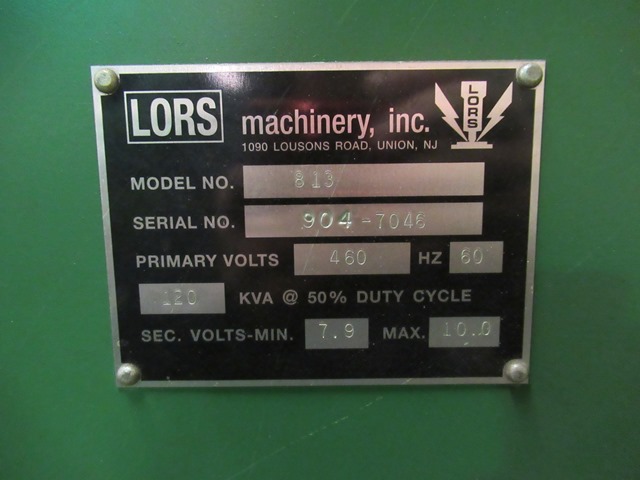 LORS machinery, inc. LORS
1090 LOUSONS ROAD, UNION, NJ
MODEL NO. 813
SERIAL NO. 904-7046
PRIMARY VOLTS 460 HZ 60
120 KVA @ 50% DUTY CYCLE
SEC. VOLTS-MIN. 7.9 MAX. 10.0